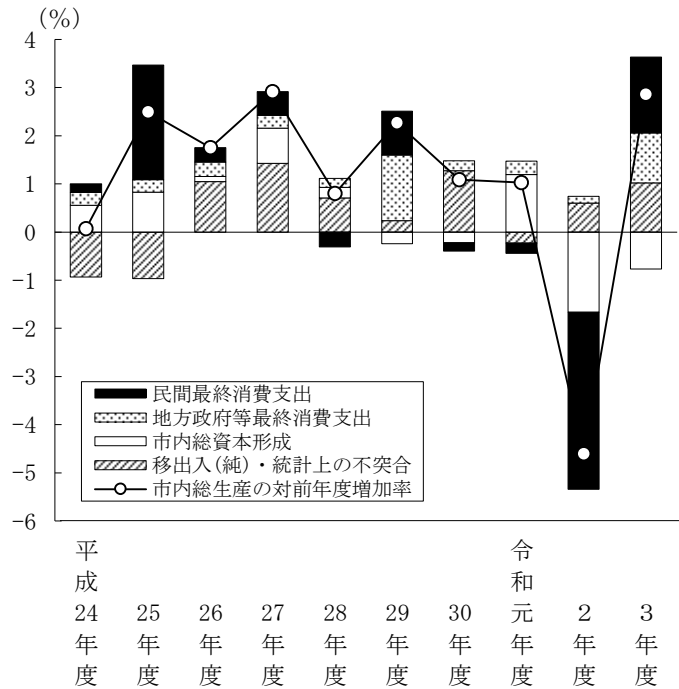 (%)
4
3
2
1
0
-1
-2
-3
-4
-5
-6
民間最終消費支出
地方政府等最終消費支出
市内総資本形成
移出入(純)・統計上の不突合
市内総生産の対前年度増加率
平成24年度
25年度
26年度
27年度
28年度
29年度
30年度
令和元年度
2年度
3年度